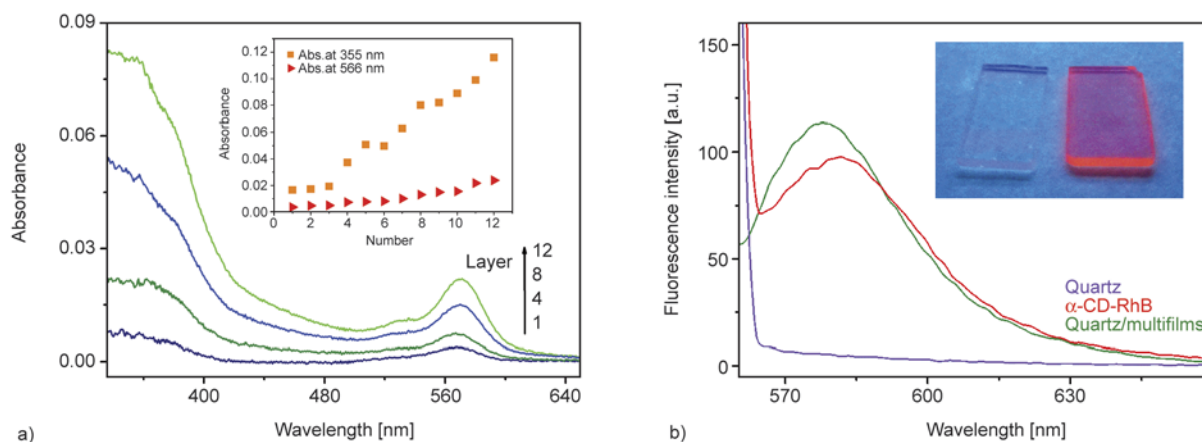 0.09
0.06
0.03
0.00
Absorbance
400
480
560
640
Wavelength [nm]
a)
Abs.at 355 nm
Abs.at 566 nm
0.12
0.10
0.08
0.06
0.04
0.02
0.00
Absorbance
0
2
4
6
8
10
12
Number
Layer
12
8
4
1
150
100
50
0
Fluorescence intensity [a.u.]
570
600
630
Wavelength [nm]
b)
Quartz
α-CD-RhB
Quartz/multifilms